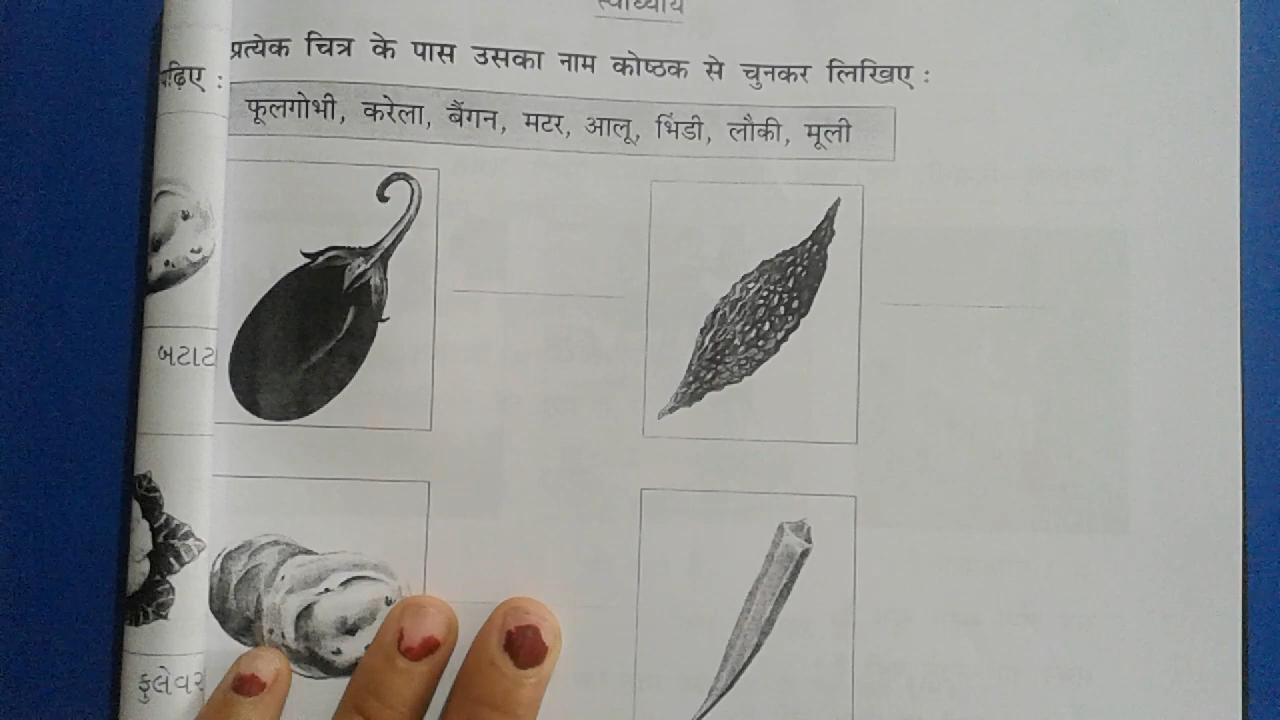 स्वाध्याय
प्रत्येक चित्र के पास उसका नाम कोष्ठक से चुनकर लिखिए :
फूलगोभी, करेला, बैंगन, मटर, आलू, भिंडी, लौकी, मूली
બટાટ
ફુલેવર